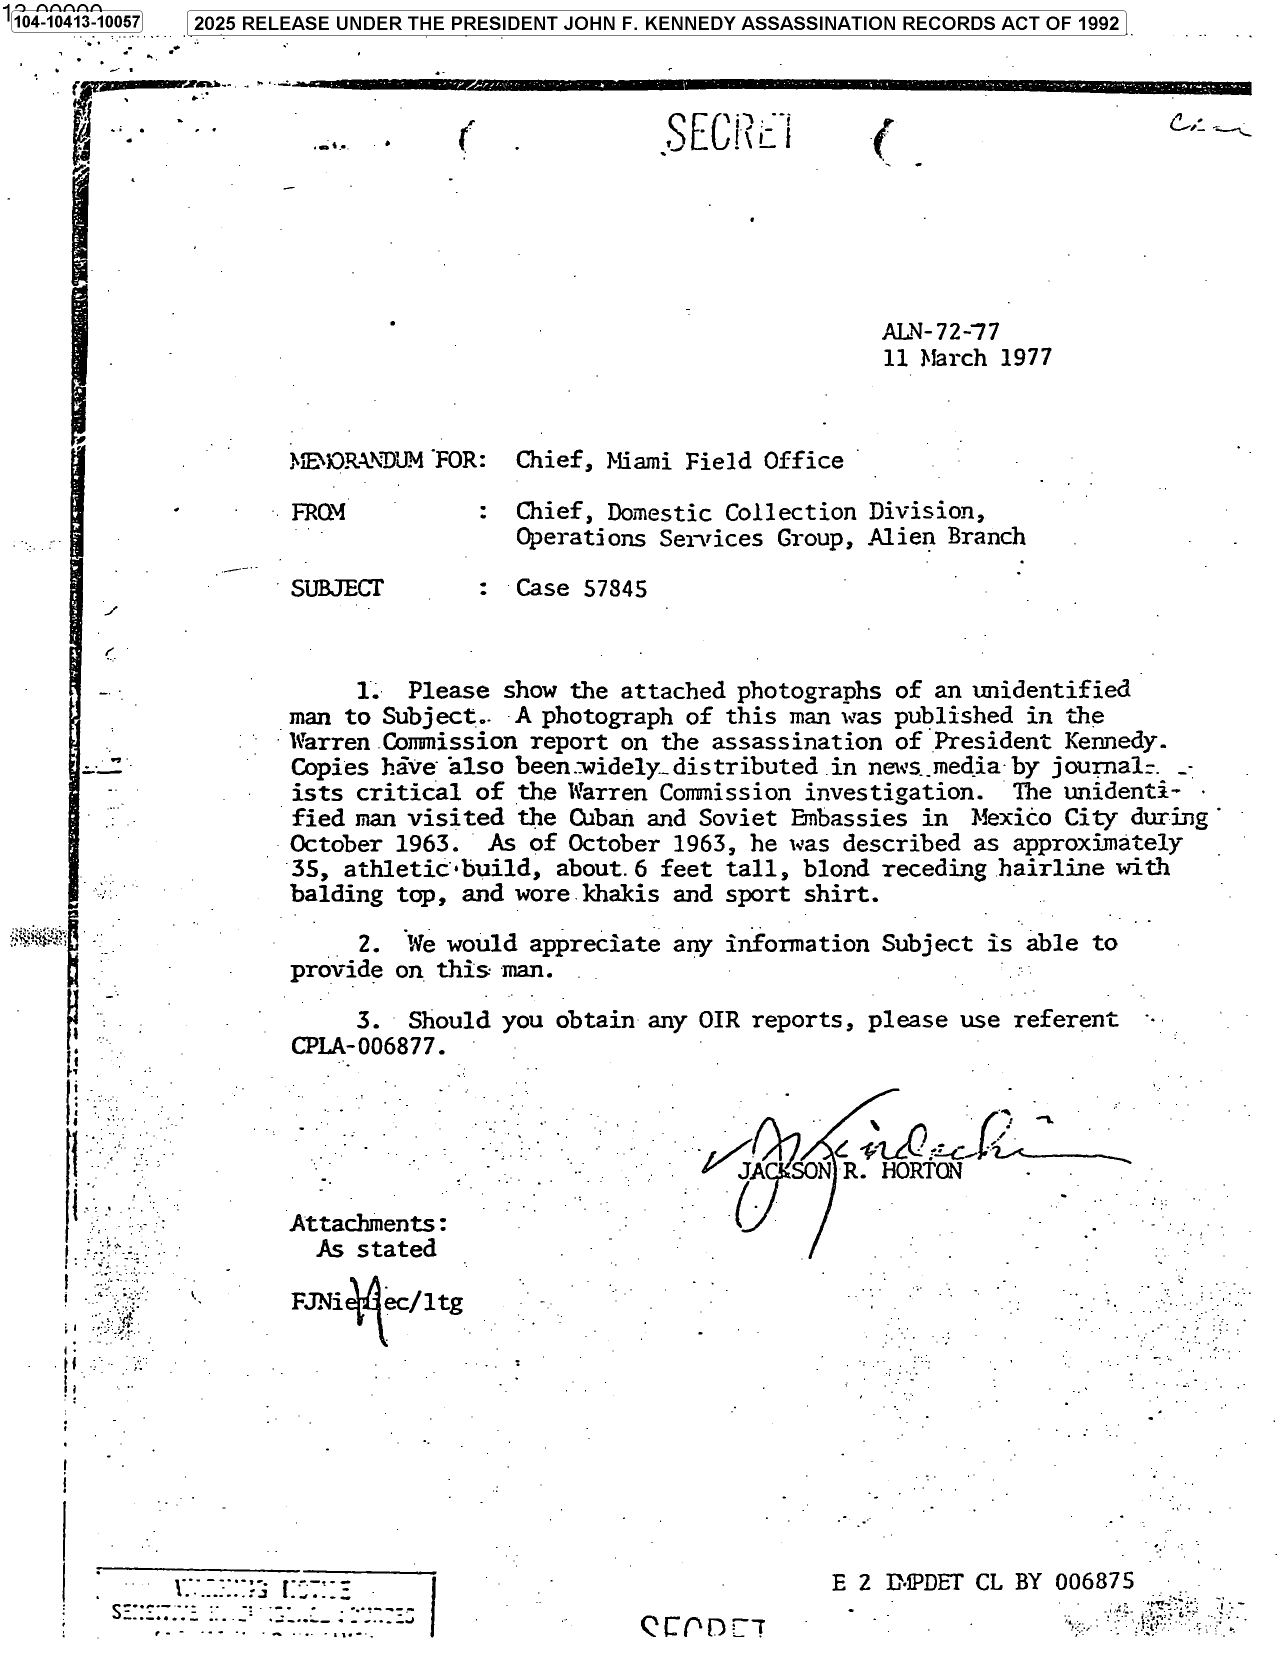 104-10413-10057
2025 RELEASE UNDER THE PRESIDENT JOHN F. KENNEDY ASSASSINATION RECORDS ACT OF 1992
SECRET
ALN-72-77
11 March 1977
MEMORANDUM FOR: Chief, Miami Field Office
FROM : Chief, Domestic Collection Division,
Operations Services Group, Alien Branch
SUBJECT : Case 57845
1. Please show the attached photographs of an unidentified
man to Subject. A photograph of this man was published in the
Warren Commission report on the assassination of President Kennedy.
Copies have also been widely distributed in news media by journal-
ists critical of the Warren Commission investigation. The unidenti-
fied man visited the Cuban and Soviet Embassies in Mexico City during
October 1963. As of October 1963, he was described as approximately
35, athletic build, about 6 feet tall, blond receding hairline with
balding top, and wore khakis and sport shirt.
2. We would appreciate any information Subject is able to
provide on this man.
3. Should you obtain any OIR reports, please use referent
CPLA-006877.
JACKSON R. HORTON
Attachments:
As stated
FJNiemiec/ltg
E 2 IMPDET CL BY 006875
WARNING NOTICE
SECRET